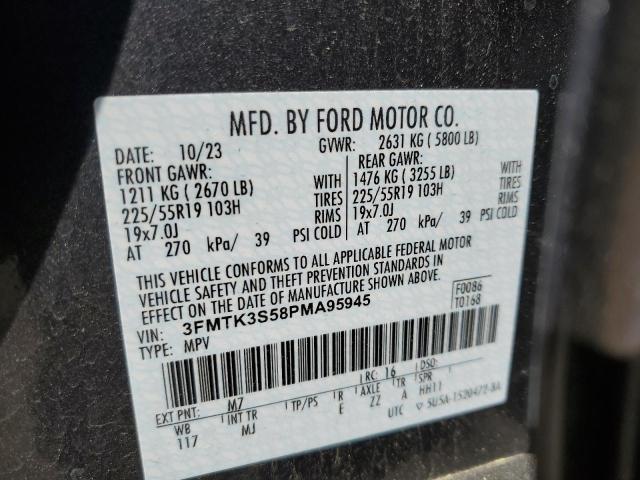 MFD. BY FORD MOTOR CO.
DATE: 10/23 GVWR: 2631 KG ( 5800 LB)
FRONT GAWR: REAR GAWR:
1211 KG ( 2670 LB) WITH 1476 KG ( 3255 LB) WITH
225/55R19 103H TIRES 225/55R19 103H TIRES
19x7.0J RIMS 19x7.0J RIMS
AT 270 kPa/ 39 PSI COLD AT 270 kPa/ 39 PSI COLD
THIS VEHICLE CONFORMS TO ALL APPLICABLE FEDERAL MOTOR
VEHICLE SAFETY AND THEFT PREVENTION STANDARDS IN
EFFECT ON THE DATE OF MANUFACTURE SHOWN ABOVE.
VIN: 3FMTK3S58PMA95945 F0086
TYPE: MPV T0168
EXT PNT: M7 RC: 16 DSO:
WB INT TR TP/PS R AXLE TR SPR
117 MJ E ZZ A HH11
UTC 5U5A-1520472-BA